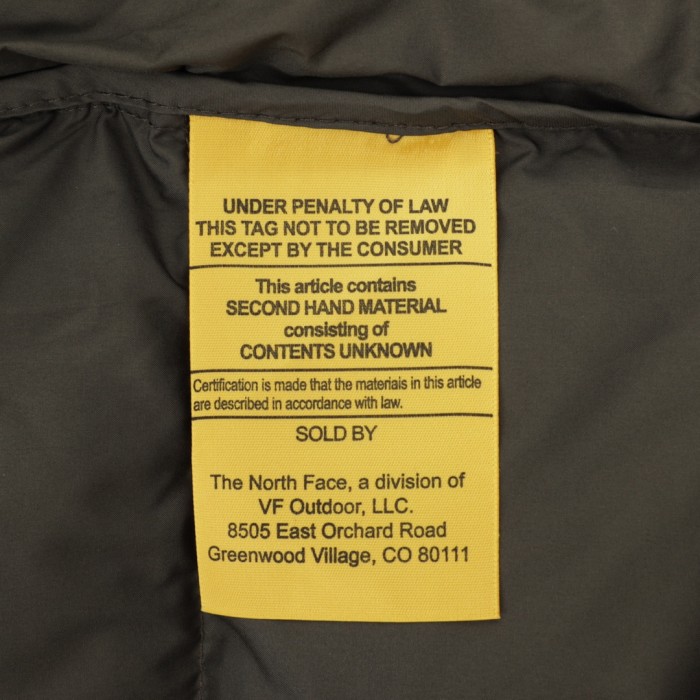 UNDER PENALTY OF LAW
THIS TAG NOT TO BE REMOVED
EXCEPT BY THE CONSUMER
This article contains
SECOND HAND MATERIAL
consisting of
CONTENTS UNKNOWN
Certification is made that the materials in this article
are described in accordance with law.
SOLD BY
The North Face, a division of
VF Outdoor, LLC.
8505 East Orchard Road
Greenwood Village, CO 80111